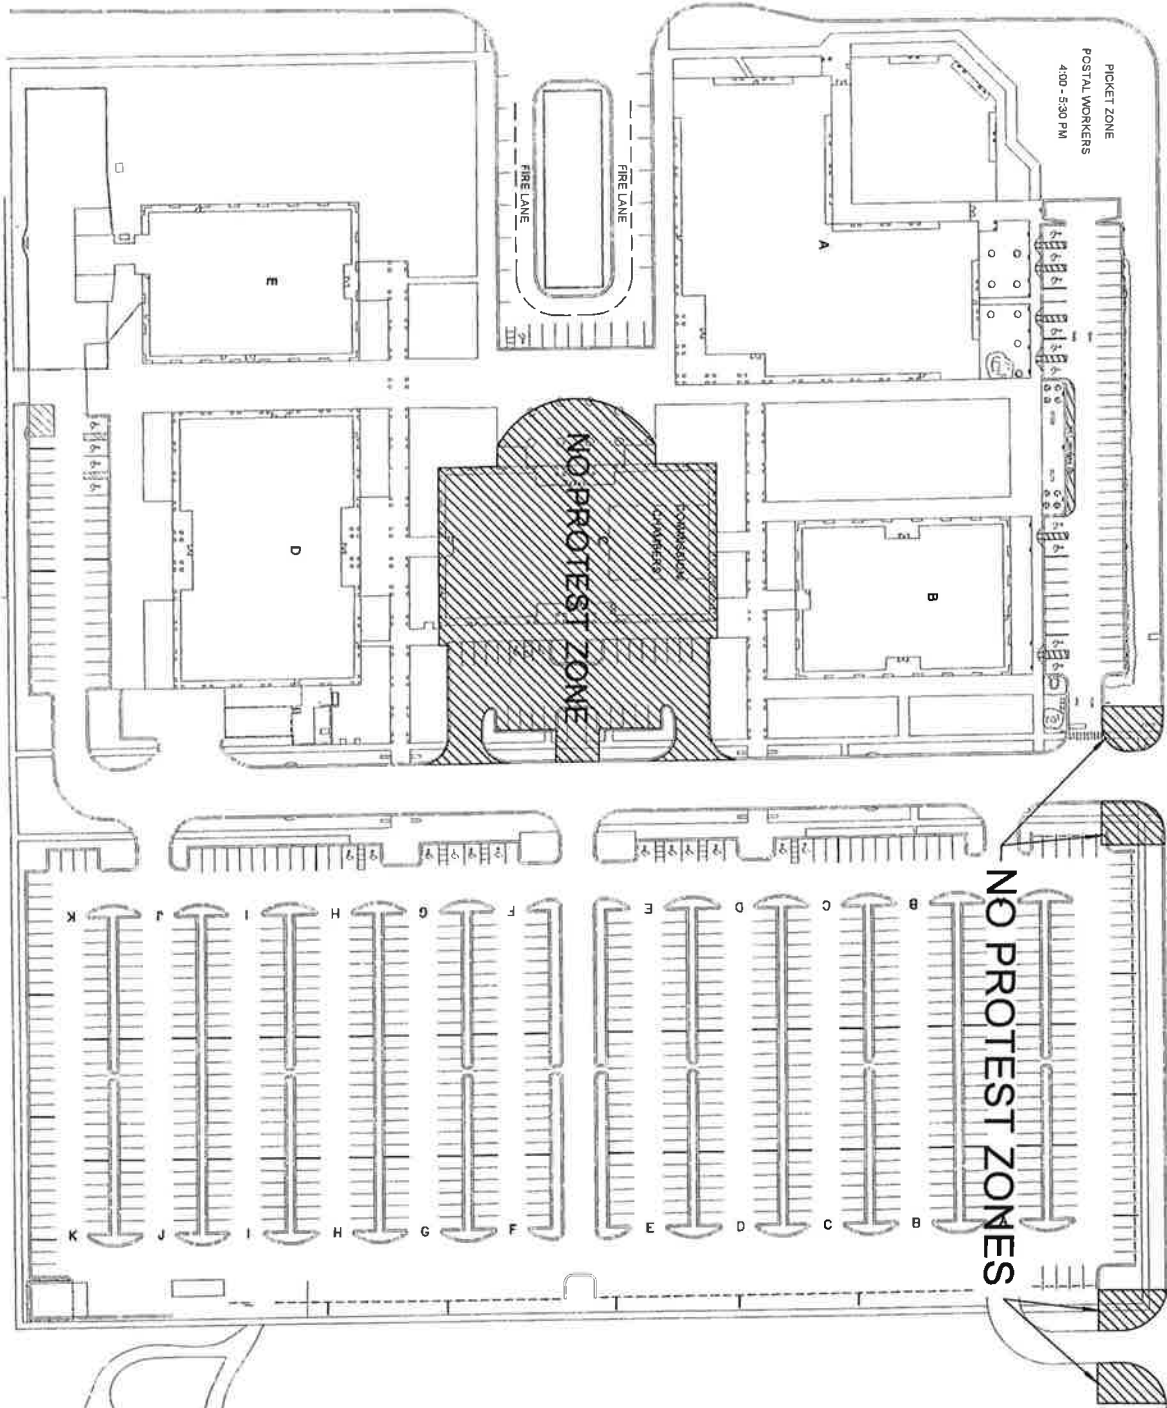 PICKET ZONE
POSTAL WORKERS
4:00 - 5:30 PM
FIRE LANE
FIRE LANE
A
E
NO PROTEST ZONE
COMMISSION
CHAMBERS
C
D
B
NO PROTEST ZONES
K J I H G F E D C B
K J I H G F E D C B A